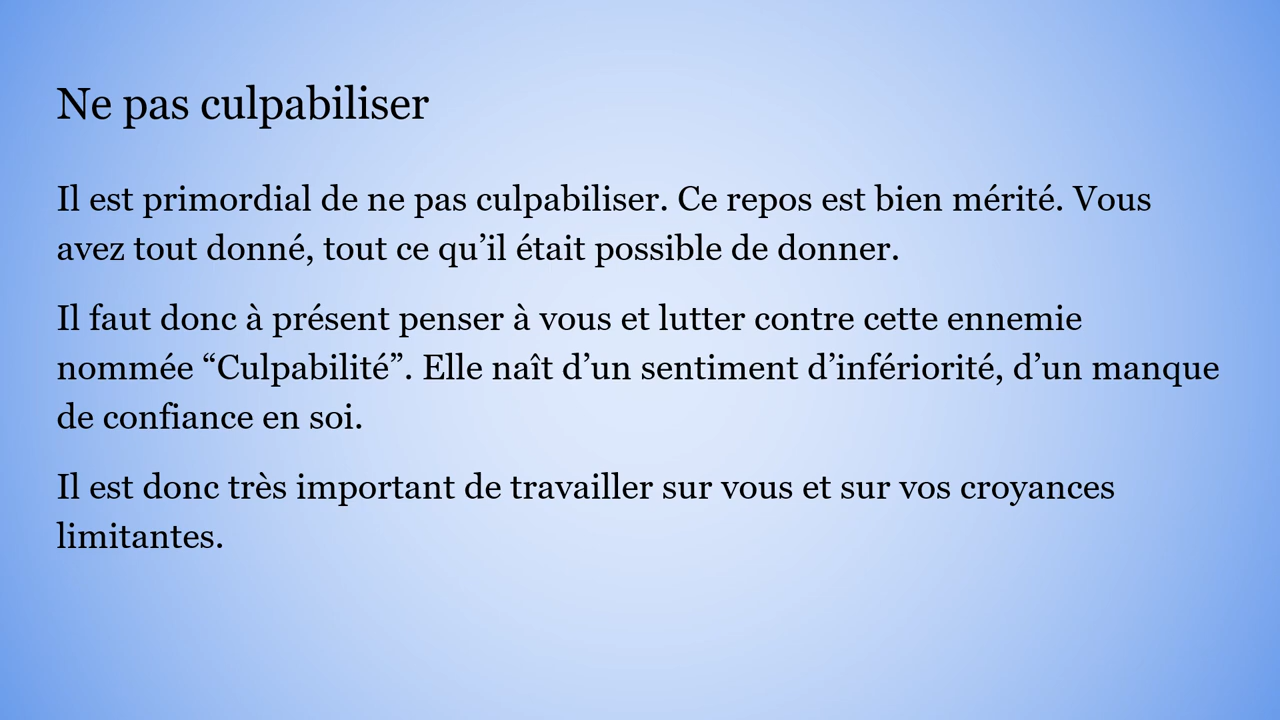 Ne pas culpabiliser
Il est primordial de ne pas culpabiliser. Ce repos est bien mérité. Vous
avez tout donné, tout ce qu’il était possible de donner.
Il faut donc à présent penser à vous et lutter contre cette ennemie
nommée “Culpabilité”. Elle naît d’un sentiment d’infériorité, d’un manque
de confiance en soi.
Il est donc très important de travailler sur vous et sur vos croyances
limitantes.